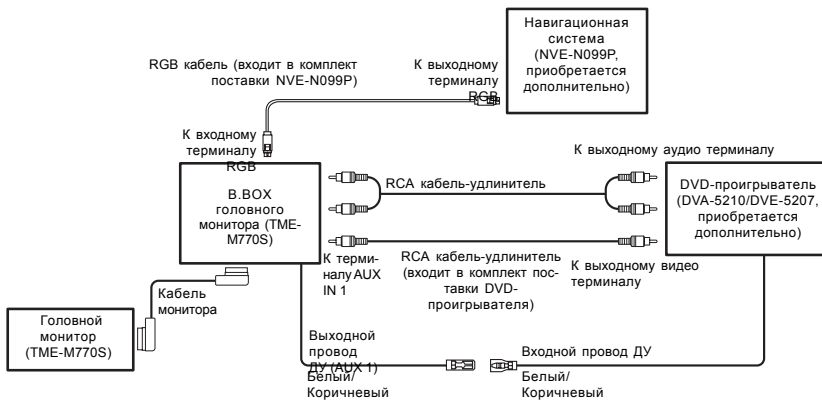 Навигационная
система
(NVE-N099P,
приобретается
дополнительно)
RGB кабель (входит в комплект
поставки NVE-N099P)
К выходному
терминалу
RGB
К входному
терминалу
RGB
В.BOX
головного
монитора (TME-
M770S)
RCA кабель-удлинитель
К выходному аудио терминалу
DVD-проигрыватель
(DVA-5210/DVE-5207,
приобретается
дополнительно)
К терми-
налу AUX
IN 1
RCA кабель-удлинитель
(входит в комплект пос-
тавки DVD-
проигрывателя)
К выходному видео
терминалу
Кабель
монитора
Головной
монитор
(TME-M770S)
Выходной
провод
ДУ (AUX 1)
Белый/
Коричневый
Входной провод ДУ
Белый/
Коричневый